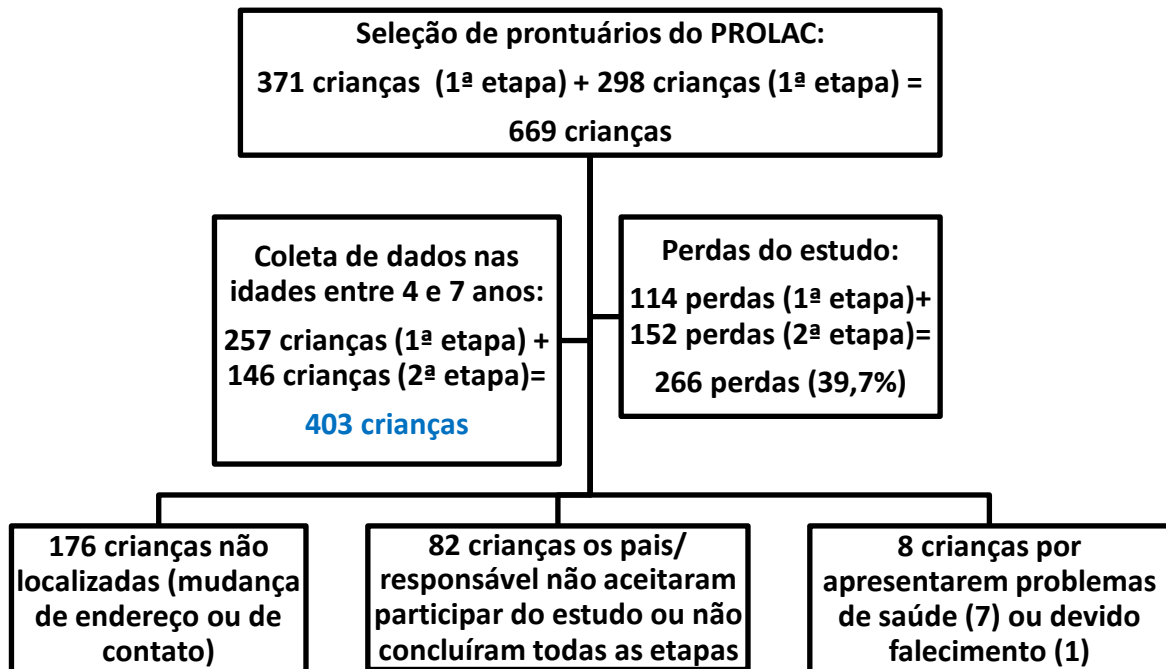 Seleção de prontuários do PROLAC:
371 crianças (1ª etapa) + 298 crianças (1ª etapa) =
669 crianças
Coleta de dados nas
idades entre 4 e 7 anos:
257 crianças (1ª etapa) +
146 crianças (2ª etapa)=
403 crianças
Perdas do estudo:
114 perdas (1ª etapa)+
152 perdas (2ª etapa)=
266 perdas (39,7%)
176 crianças não
localizadas (mudança
de endereço ou de
contato)
82 crianças os pais/
responsável não aceitaram
participar do estudo ou não
concluíram todas as etapas
8 crianças por
apresentarem problemas
de saúde (7) ou devido
falecimento (1)